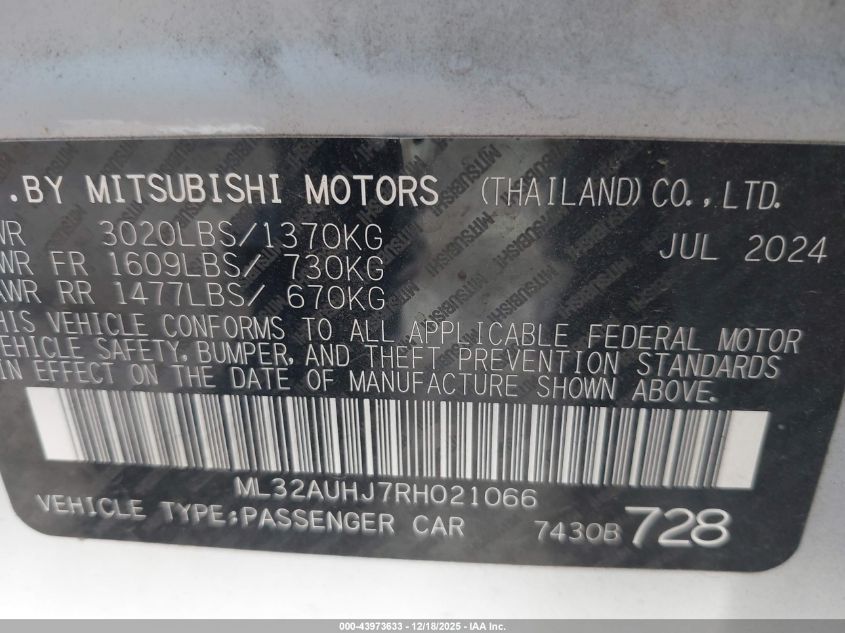 .BY MITSUBISHI MOTORS (THAILAND) CO.,LTD.
WR 3020LBS/1370KG JUL 2024
WR FR 1609LBS/ 730KG
AWR RR 1477LBS/ 670KG
HIS VEHICLE CONFORMS TO ALL APPLICABLE FEDERAL MOTOR
VEHICLE SAFETY, BUMPER, AND THEFT PREVENTION STANDARDS
IN EFFECT ON THE DATE OF MANUFACTURE SHOWN ABOVE.
ML32AUHJ7RH021066
VEHICLE TYPE:PASSENGER CAR 7430B 728
000-43973633 - 12/18/2025 - IAA Inc.